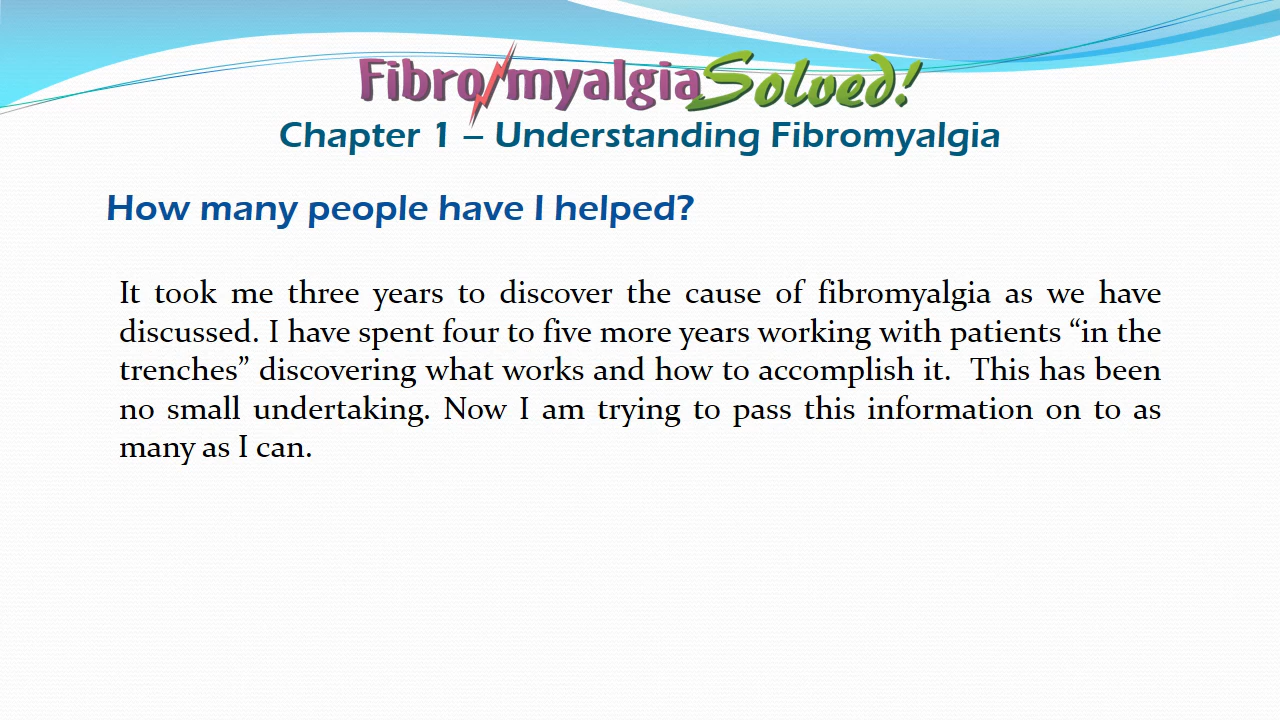 Fibromyalgia Solved!
Chapter 1 – Understanding Fibromyalgia
How many people have I helped?
It took me three years to discover the cause of fibromyalgia as we have
discussed. I have spent four to five more years working with patients “in the
trenches” discovering what works and how to accomplish it.  This has been
no small undertaking. Now I am trying to pass this information on to as
many as I can.